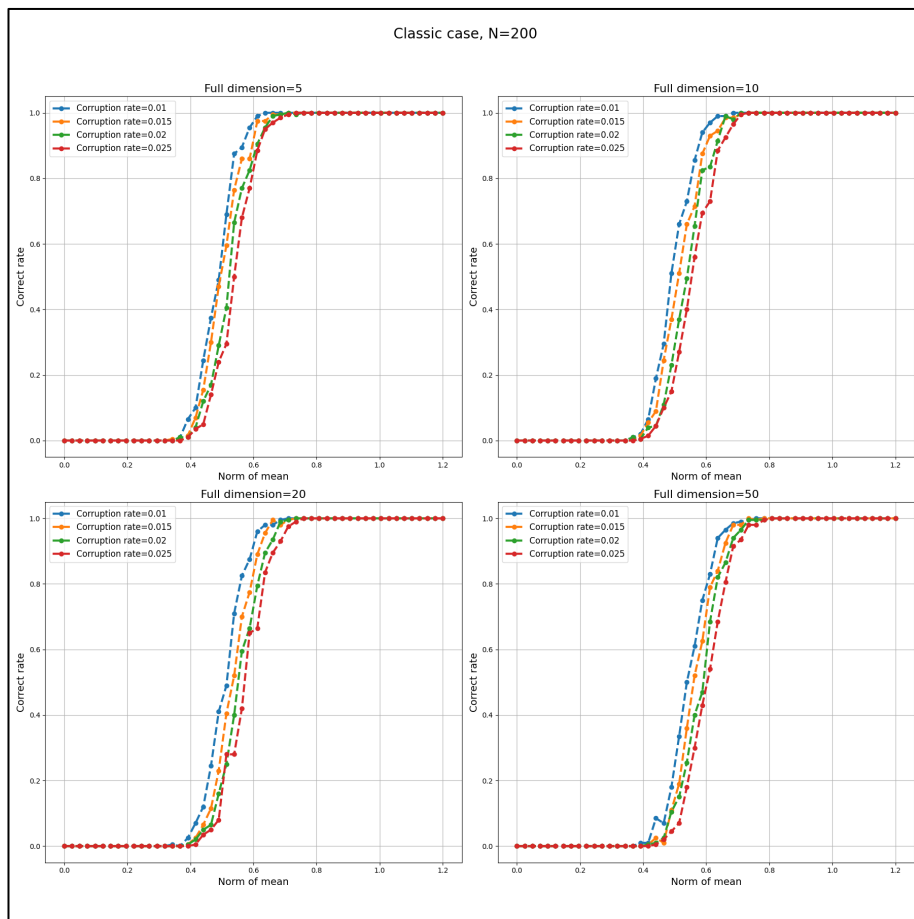 Classic case, N=200
Full dimension=5
Corruption rate=0.01
Corruption rate=0.015
Corruption rate=0.02
Corruption rate=0.025
Correct rate
1.0
0.8
0.6
0.4
0.2
0.0
0.0 0.2 0.4 0.6 0.8 1.0 1.2
Norm of mean
Full dimension=10
Corruption rate=0.01
Corruption rate=0.015
Corruption rate=0.02
Corruption rate=0.025
Correct rate
1.0
0.8
0.6
0.4
0.2
0.0
0.0 0.2 0.4 0.6 0.8 1.0 1.2
Norm of mean
Full dimension=20
Corruption rate=0.01
Corruption rate=0.015
Corruption rate=0.02
Corruption rate=0.025
Correct rate
1.0
0.8
0.6
0.4
0.2
0.0
0.0 0.2 0.4 0.6 0.8 1.0 1.2
Norm of mean
Full dimension=50
Corruption rate=0.01
Corruption rate=0.015
Corruption rate=0.02
Corruption rate=0.025
Correct rate
1.0
0.8
0.6
0.4
0.2
0.0
0.0 0.2 0.4 0.6 0.8 1.0 1.2
Norm of mean